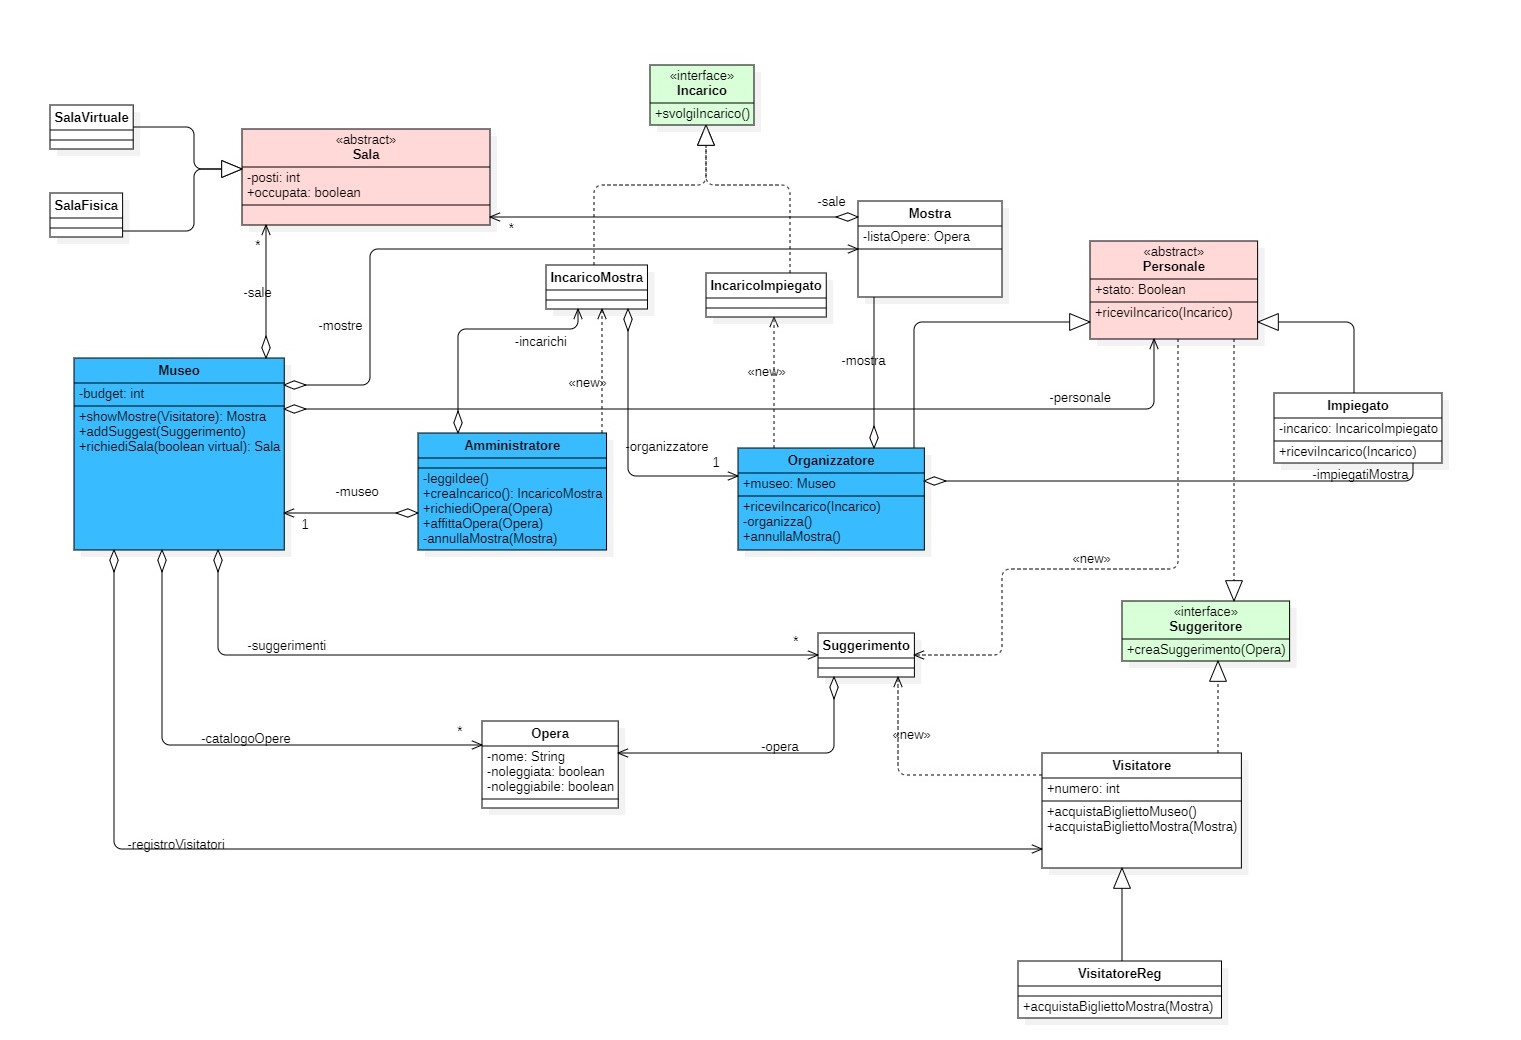 «interface»
Incarico
+svolgiIncarico()
SalaVirtuale
SalaFisica
«abstract»
Sala
-posti: int
+occupata: boolean
*
-sale
*
-sale
Mostra
-listaOpere: Opera
«abstract»
Personale
+stato: Boolean
+riceviIncarico(Incarico)
IncaricoMostra
IncaricoImpiegato
-mostre
-incarichi
«new»
«new»
-mostra
Museo
-budget: int
+showMostre(Visitatore): Mostra
+addSuggest(Suggerimento)
+richiediSala(boolean virtual): Sala
-personale
Impiegato
-incarico: IncaricoImpiegato
+riceviIncarico(Incarico)
-impiegatiMostra
Amministratore
-leggiIdee()
+creaIncarico(): IncaricoMostra
+richiediOpera(Opera)
+affittaOpera(Opera)
-annullaMostra(Mostra)
-museo
1
-organizzatore
1
Organizzatore
+museo: Museo
+riceviIncarico(Incarico)
-organizza()
+annullaMostra()
«new»
«interface»
Suggeritore
+creaSuggerimento(Opera)
-suggerimenti
*
Suggerimento
-catalogoOpere
*
Opera
-nome: String
-noleggiata: boolean
-noleggiabile: boolean
-opera
«new»
Visitatore
+numero: int
+acquistaBigliettoMuseo()
+acquistaBigliettoMostra(Mostra)
-registroVisitatori
VisitatoreReg
+acquistaBigliettoMostra(Mostra)